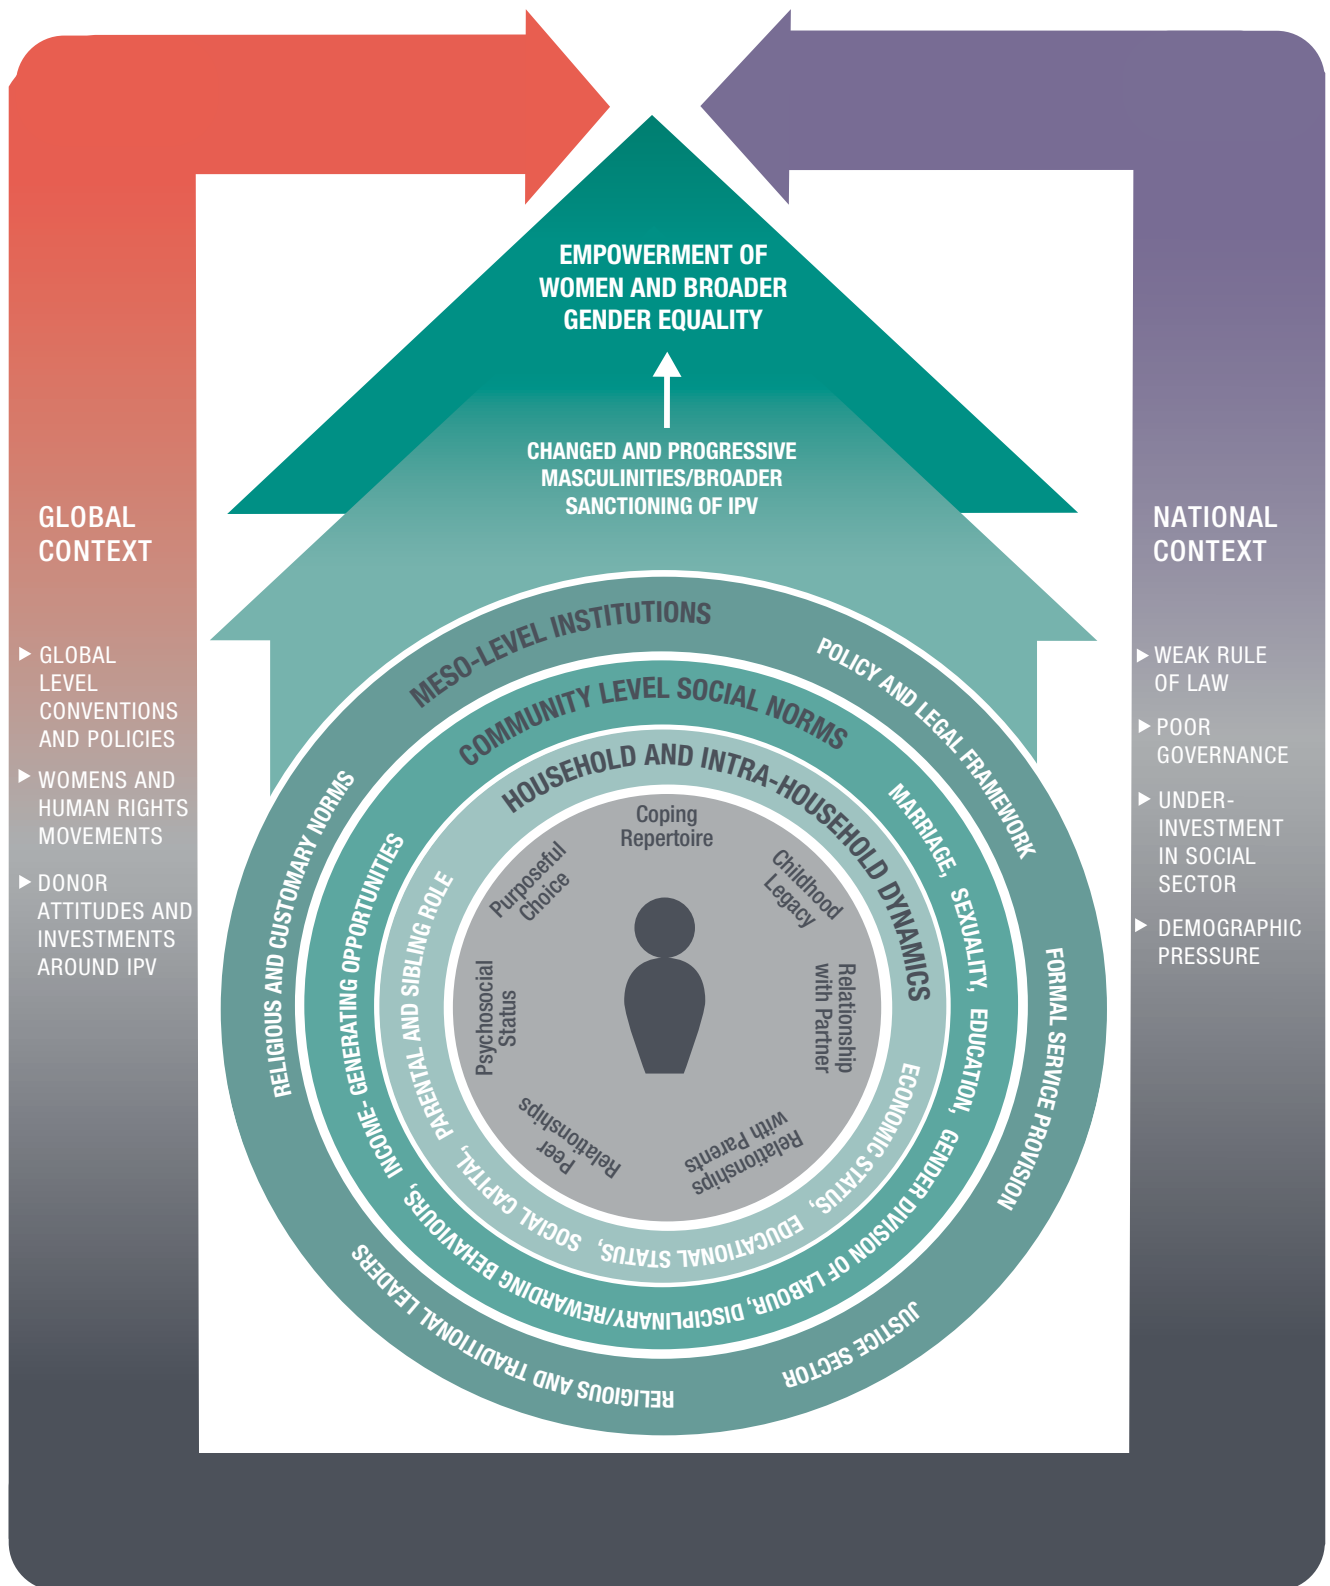 EMPOWERMENT OF
WOMEN AND BROADER
GENDER EQUALITY
CHANGED AND PROGRESSIVE
MASCULINITIES/BROADER
SANCTIONING OF IPV
GLOBAL
CONTEXT
GLOBAL
LEVEL
CONVENTIONS
AND POLICIES
WOMENS AND
HUMAN RIGHTS
MOVEMENTS
DONOR
ATTITUDES AND
INVESTMENTS
AROUND IPV
NATIONAL
CONTEXT
WEAK RULE
OF LAW
POOR
GOVERNANCE
UNDER-
INVESTMENT
IN SOCIAL
SECTOR
DEMOGRAPHIC
PRESSURE
MESO-LEVEL INSTITUTIONS
POLICY AND LEGAL FRAMEWORK
FORMAL SERVICE PROVISION
JUSTICE SECTOR
RELIGIOUS AND TRADITIONAL LEADERS
RELIGIOUS AND CUSTOMARY NORMS
COMMUNITY LEVEL SOCIAL NORMS
MARRIAGE, SEXUALITY, EDUCATION, GENDER DIVISION OF LABOUR, DISCIPLINARY/REWARDING BEHAVIOURS, INCOME- GENERATING OPPORTUNITIES
HOUSEHOLD AND INTRA-HOUSEHOLD DYNAMICS
ECONOMIC STATUS, EDUCATIONAL STATUS, SOCIAL CAPITAL, PARENTAL AND SIBLING ROLE
Coping
Repertoire
Childhood
Legacy
Relationship
with Partner
Relationships
with Parents
Peer
Relationships
Psychosocial
Status
Purposeful
Choice